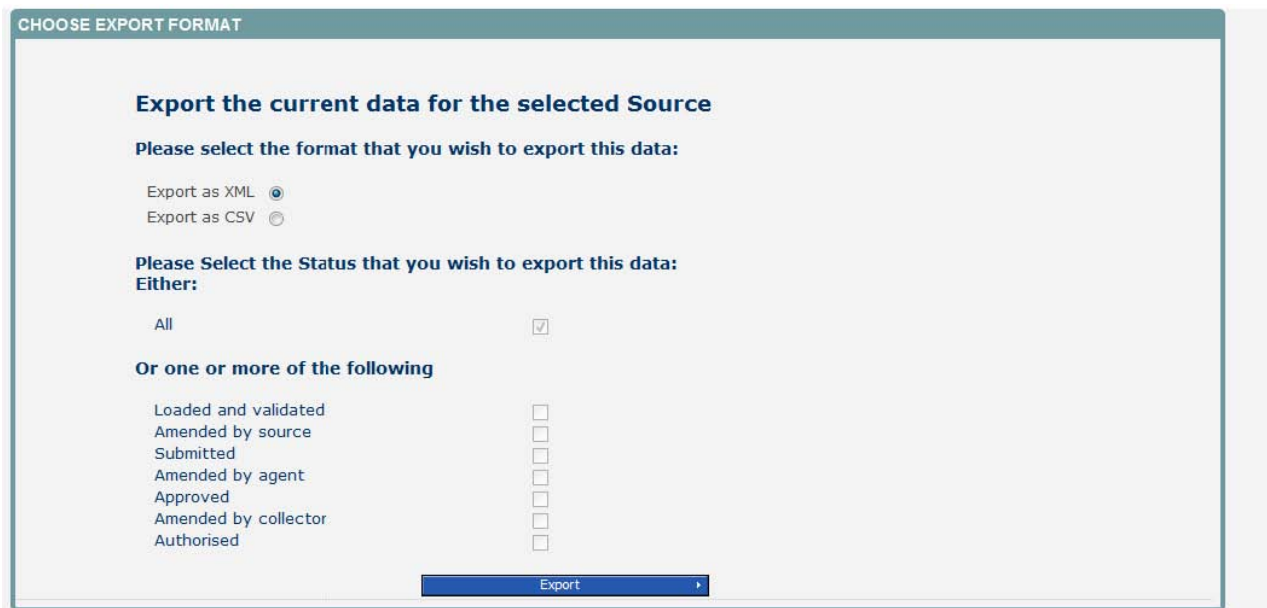 CHOOSE EXPORT FORMAT
Export the current data for the selected Source
Please select the format that you wish to export this data:
Export as XML
Export as CSV
Please Select the Status that you wish to export this data:
Either:
All
Or one or more of the following
Loaded and validated
Amended by source
Submitted
Amended by agent
Approved
Amended by collector
Authorised
Export